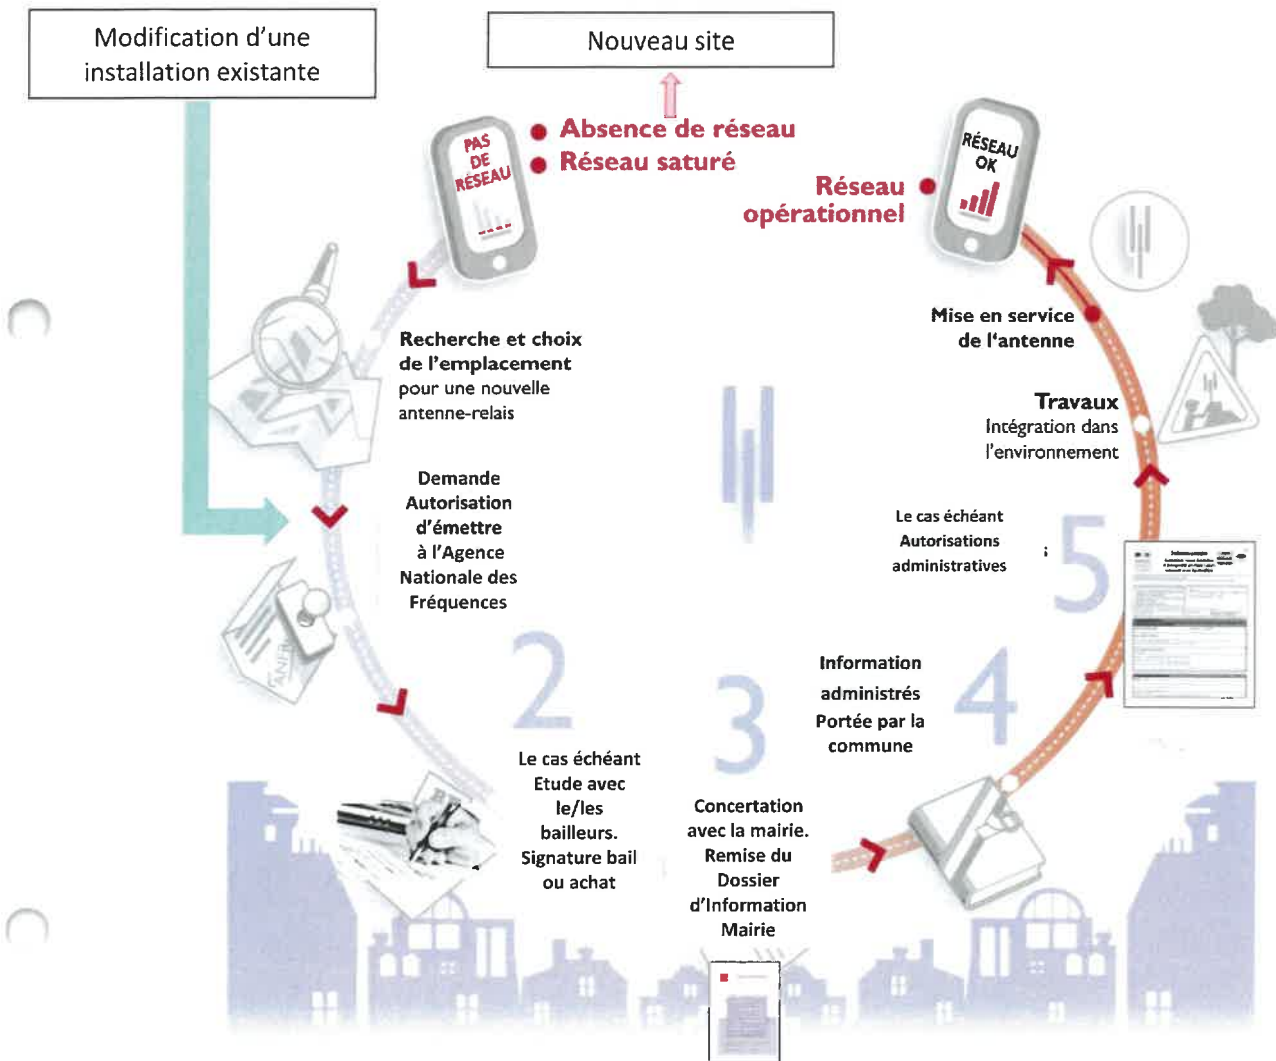 Modification d'une
installation existante
Nouveau site
PAS
DE
RÉSEAU
Absence de réseau
Réseau saturé
Réseau
opérationnel
RÉSEAU
OK
Recherche et choix
de l'emplacement
pour une nouvelle
antenne-relais
Mise en service
de l'antenne
Travaux
Intégration dans
l'environnement
Demande
Autorisation
d'émettre
à l'Agence
Nationale des
Fréquences
ANFR
2
Le cas échéant
Etude avec
le/les
bailleurs.
Signature bail
ou achat
3
Concertation
avec la mairie.
Remise du
Dossier
d'Information
Mairie
4
Information
administrés
Portée par la
commune
5
Le cas échéant
Autorisations
administratives